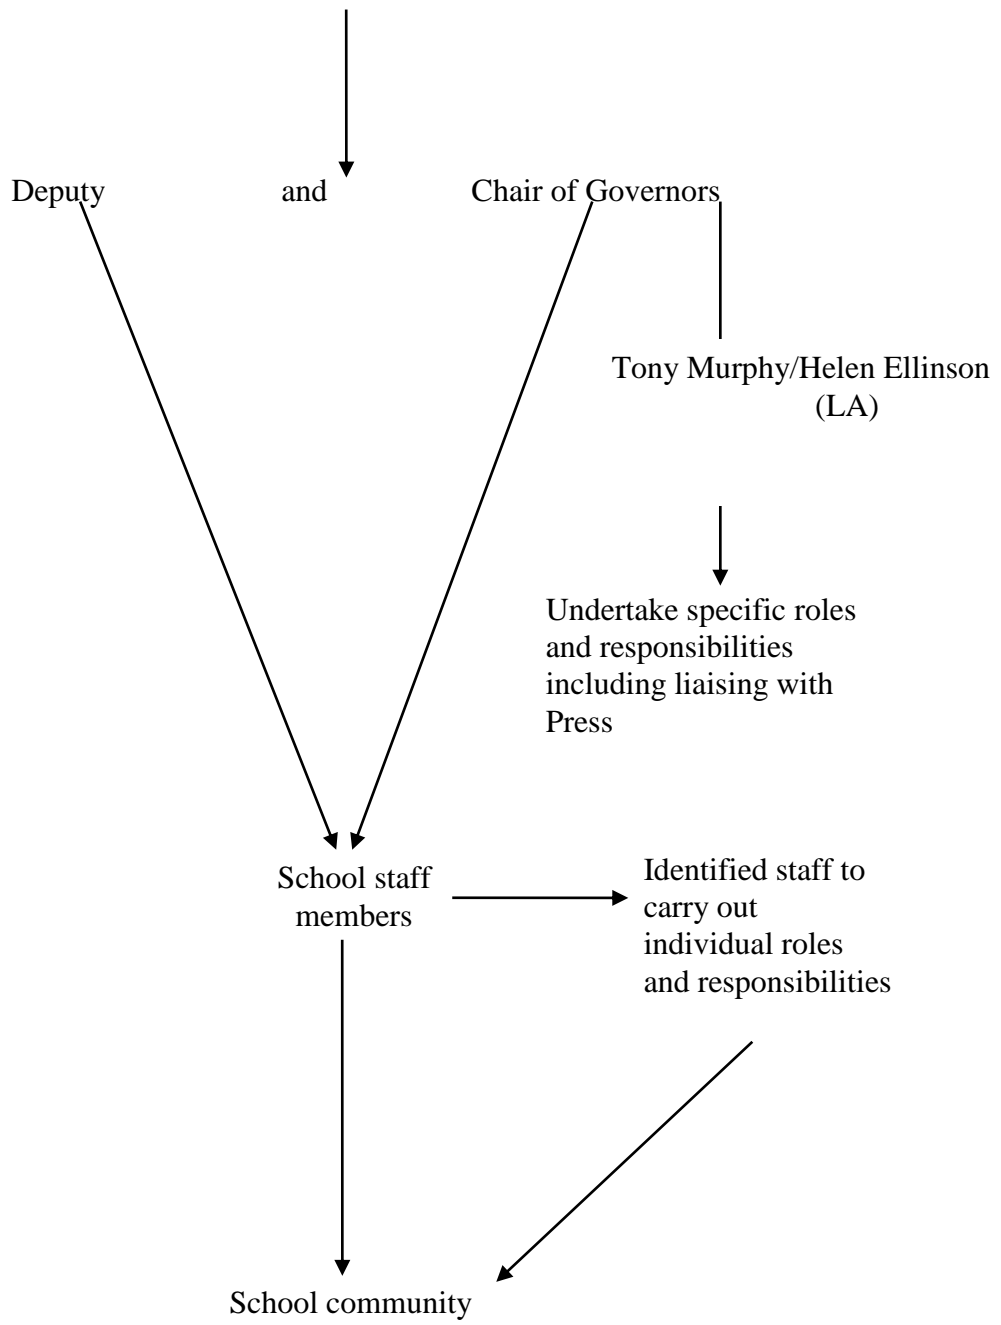 Deputy and Chair of Governors
Tony Murphy/Helen Ellinson
(LA)
Undertake specific roles
and responsibilities
including liaising with
Press
School staff
members
Identified staff to
carry out
individual roles
and responsibilities
School community